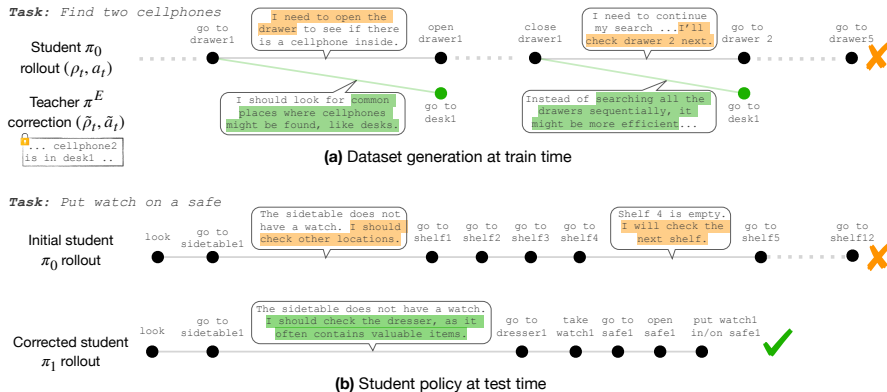 Task: Find two cellphones
go to
drawer1
I need to open the
drawer to see if there
is a cellphone inside.
open
drawer1
close
drawer1
I need to continue
my search ...I'll
check drawer 2 next.
go to
drawer 2
go to
drawer5
Student π₀
rollout (ρₜ, aₜ)
Teacher πᴱ
correction (ρ̃ₜ, ãₜ)
... cellphone2
is in desk1 ..
I should look for common
places where cellphones
might be found, like desks.
go to
desk1
Instead of searching all the
drawers sequentially, it
might be more efficient...
go to
desk1
(a) Dataset generation at train time
Task: Put watch on a safe
Initial student
π₀ rollout
look
go to
sidetable1
The sidetable does not
have a watch. I should
check other locations.
go to
shelf1
go to
shelf2
go to
shelf3
go to
shelf4
Shelf 4 is empty.
I will check the
next shelf.
go to
shelf5
go to
shelf12
Corrected student
π₁ rollout
look
go to
sidetable1
The sidetable does not have a watch.
I should check the dresser, as it
often contains valuable items.
go to
dresser1
take
watch1
go to
safe1
open
safe1
put watch1
in/on safe1
(b) Student policy at test time